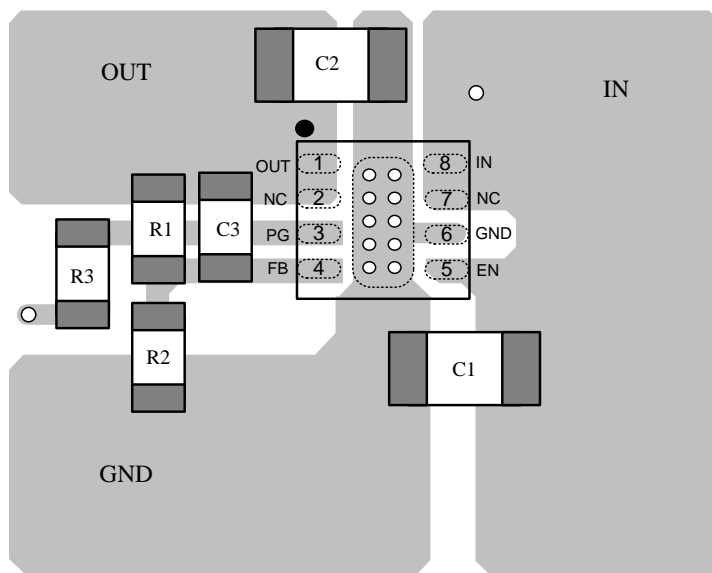 C2
OUT
IN
OUT 1 8 IN
NC 2 7 NC
PG 3 6 GND
FB 4 5 EN
R1
C3
R3
R2
C1
GND